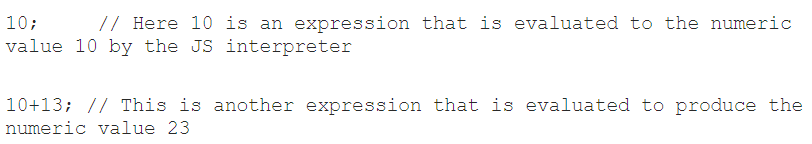 10;     // Here 10 is an expression that is evaluated to the numeric
value 10 by the JS interpreter
10+13; // This is another expression that is evaluated to produce the
numeric value 23